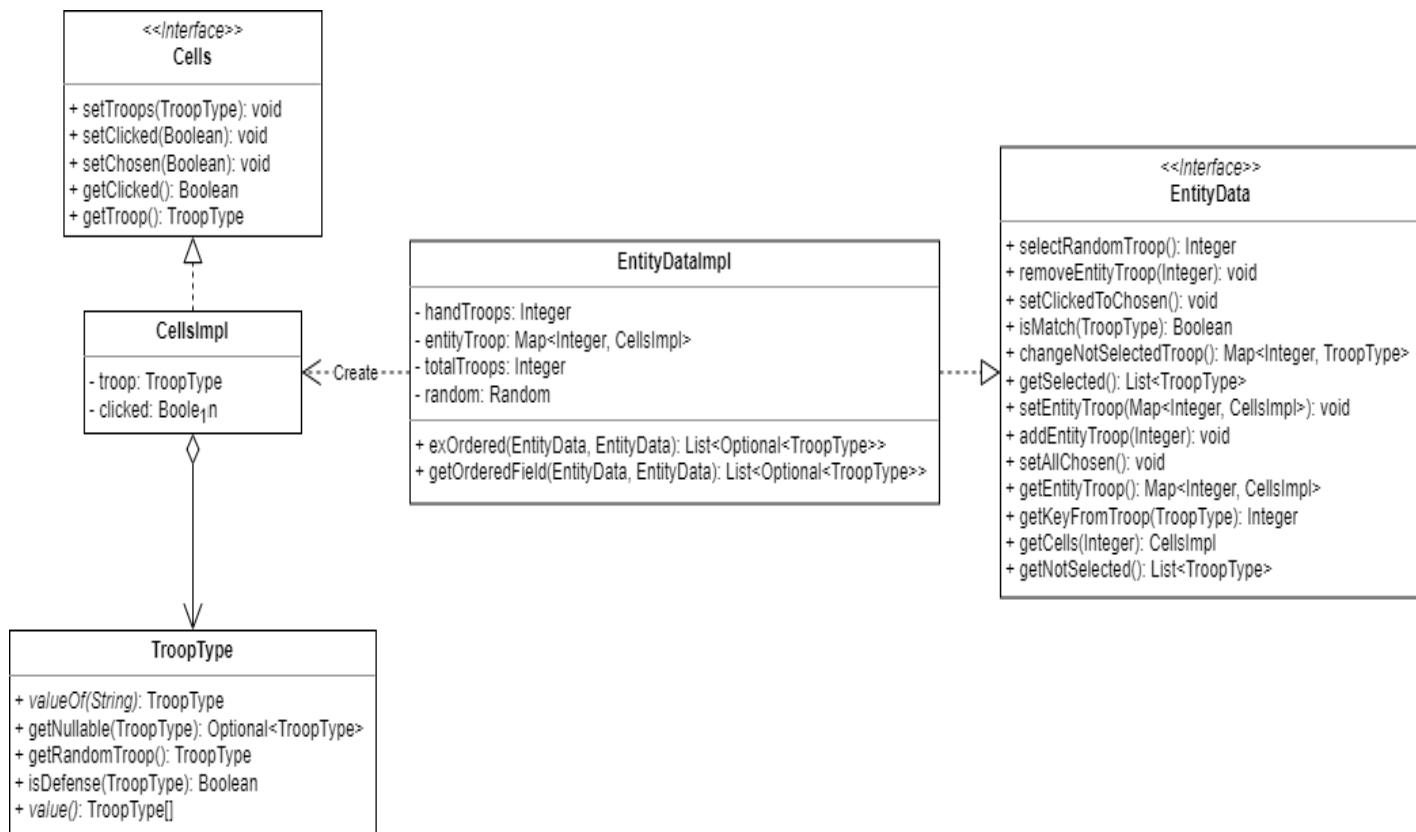 <<Interface>>
Cells
+ setTroops(TroopType): void
+ setClicked(Boolean): void
+ setChosen(Boolean): void
+ getClicked(): Boolean
+ getTroop(): TroopType
CellsImpl
- troop: TroopType
- clicked: Boole1n
TroopType
+ valueOf(String): TroopType
+ getNullable(TroopType): Optional<TroopType>
+ getRandomTroop(): TroopType
+ isDefense(TroopType): Boolean
+ value(): TroopType[]
Create
EntityDataImpl
- handTroops: Integer
- entityTroop: Map<Integer, CellsImpl>
- totalTroops: Integer
- random: Random
+ exOrdered(EntityData, EntityData): List<Optional<TroopType>>
+ getOrderedField(EntityData, EntityData): List<Optional<TroopType>>
<<Interface>>
EntityData
+ selectRandomTroop(): Integer
+ removeEntityTroop(Integer): void
+ setClickedToChosen(): void
+ isMatch(TroopType): Boolean
+ changeNotSelectedTroop(): Map<Integer, TroopType>
+ getSelected(): List<TroopType>
+ setEntityTroop(Map<Integer, CellsImpl>): void
+ addEntityTroop(Integer): void
+ setAllChosen(): void
+ getEntityTroop(): Map<Integer, CellsImpl>
+ getKeyFromTroop(TroopType): Integer
+ getCells(Integer): CellsImpl
+ getNotSelected(): List<TroopType>